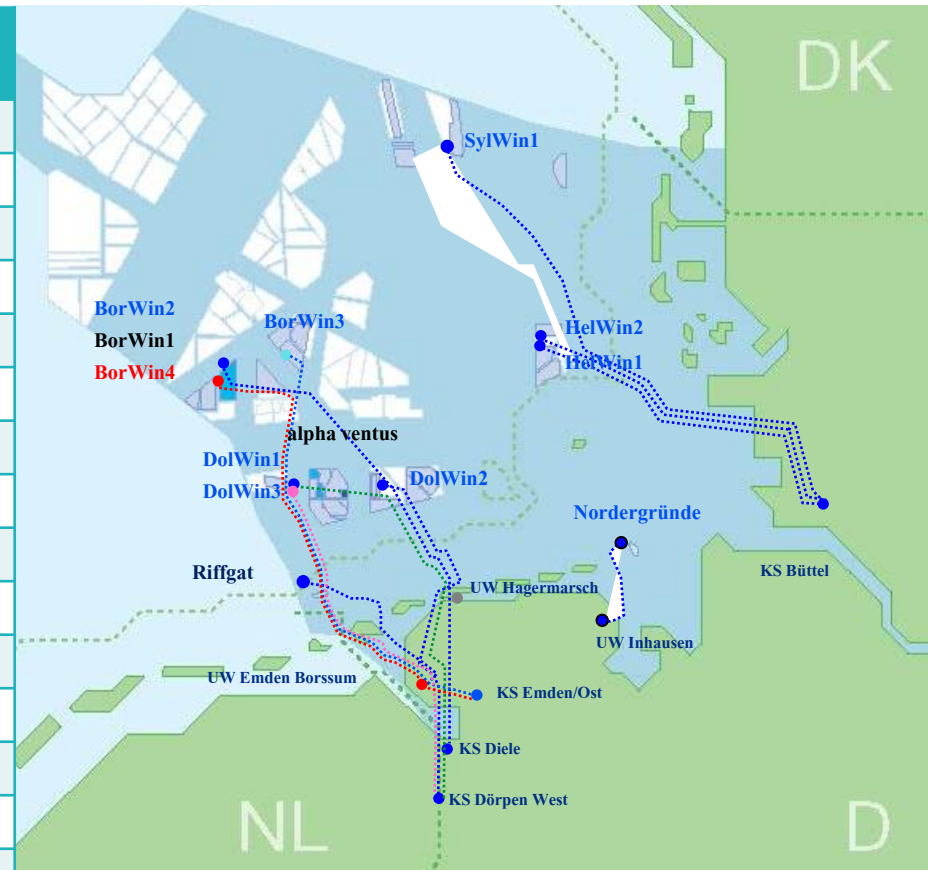 DK
SylWin1
BorWin2
BorWin3
HelWin2
BorWin1
HelWin1
BorWin4
alpha ventus
DolWin1
DolWin2
DolWin3
Nordergründe
Riffgat
KS Büttel
UW Hagermarsch
UW Inhausen
UW Emden Borssum
KS Emden/Ost
KS Diele
KS Dörpen West
NL
D